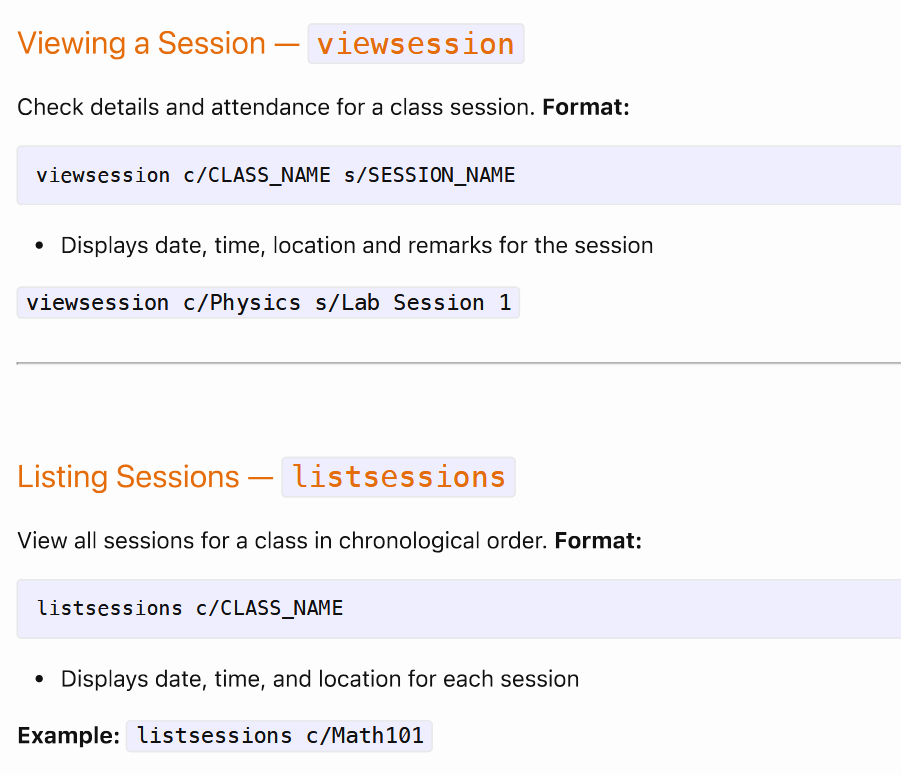 Viewing a Session — viewsession
Check details and attendance for a class session. Format:
viewsession c/CLASS_NAME s/SESSION_NAME
• Displays date, time, location and remarks for the session
viewsession c/Physics s/Lab Session 1
Listing Sessions — listsessions
View all sessions for a class in chronological order. Format:
listsessions c/CLASS_NAME
• Displays date, time, and location for each session
Example: listsessions c/Math101